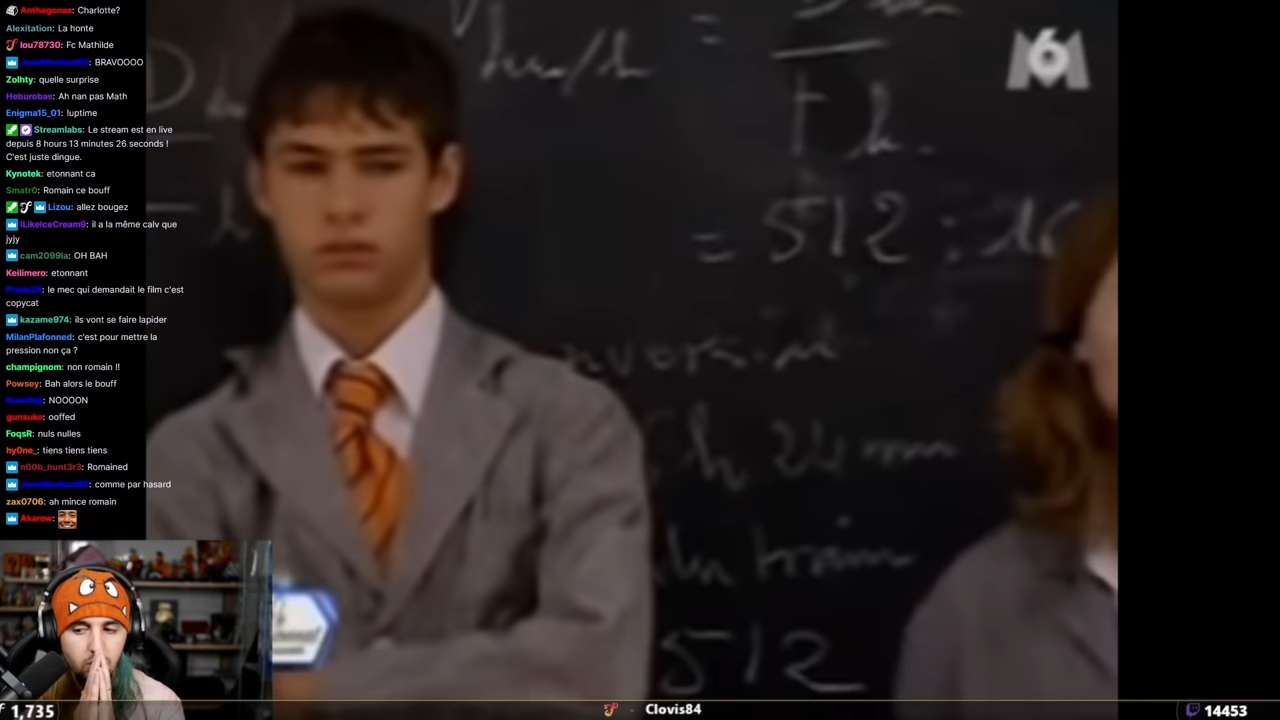 Anthagonas: Charlotte?
Alexitation: La honte
lou78730: Fc Mathilde
: BRAVOOOO
Zolhty: quelle surprise
Heburobas: Ah nan pas Math
Enigma15_01: !uptime
Streamlabs: Le stream est en live
depuis 8 hours 13 minutes 26 seconds !
C'est juste dingue.
Kynotek: etonnant ca
Smatr0: Romain ce bouff
Lizou: allez bougez
ILikeIceCream9: il a la même calv que
jyjy
cam2099la: OH BAH
Keilimero: etonnant
: le mec qui demandait le film c'est
copycat
kazame974: ils vont se faire lapider
MilanPlafonned: c'est pour mettre la
pression non ça ?
champignom: non romain !!
Powsey: Bah alors le bouff
: NOOOON
gunsuke: ooffed
FoqsR: nuls nulles
hy0ne_: tiens tiens tiens
n00b_hunt3r3: Romained
: comme par hasard
zax0706: ah mince romain
Akarow:
M6
=
h.
= 512 :
512
1,735
- Clovis84
14453